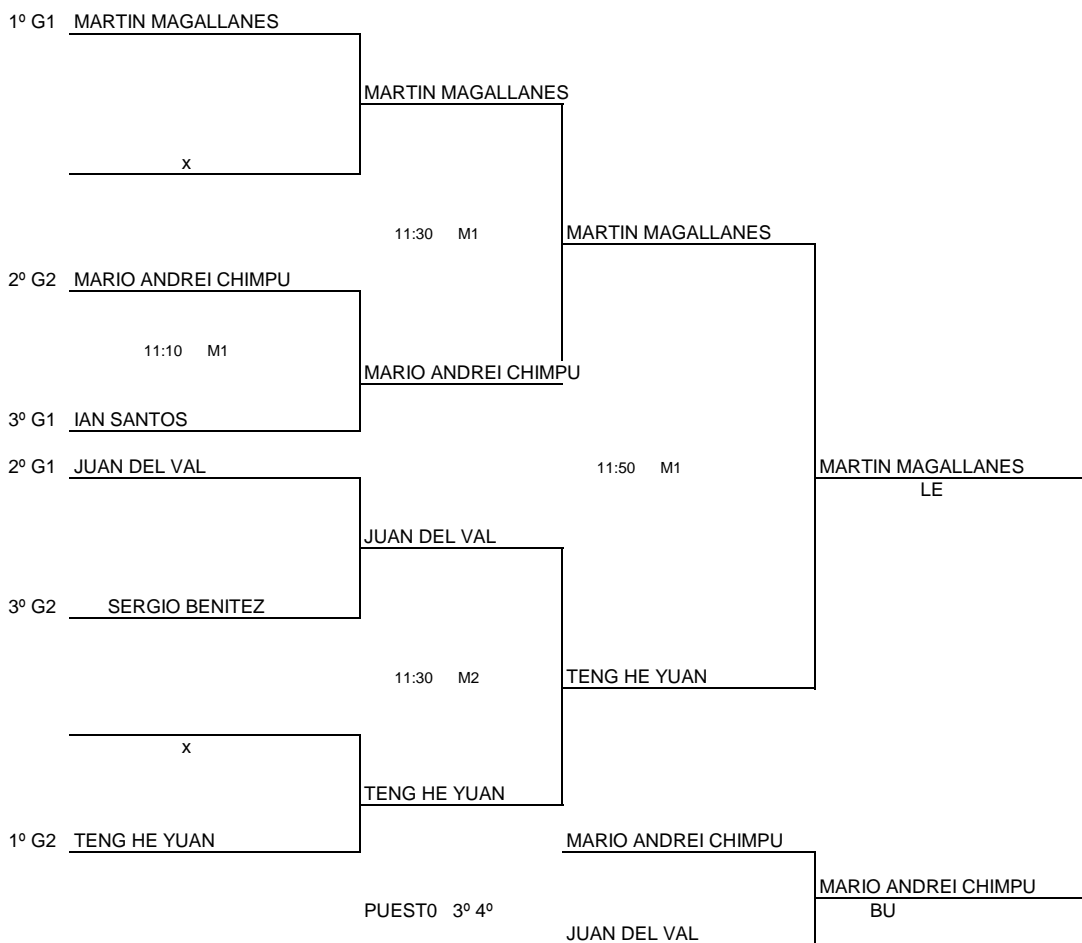 1º G1 MARTIN MAGALLANES
MARTIN MAGALLANES
x
11:30 M1 MARTIN MAGALLANES
2º G2 MARIO ANDREI CHIMPU
11:10 M1
MARIO ANDREI CHIMPU
3º G1 IAN SANTOS
2º G1 JUAN DEL VAL 11:50 M1 MARTIN MAGALLANES
LE
JUAN DEL VAL
3º G2 SERGIO BENITEZ
11:30 M2 TENG HE YUAN
x
TENG HE YUAN
1º G2 TENG HE YUAN MARIO ANDREI CHIMPU
MARIO ANDREI CHIMPU
PUEST0 3º 4º BU
JUAN DEL VAL